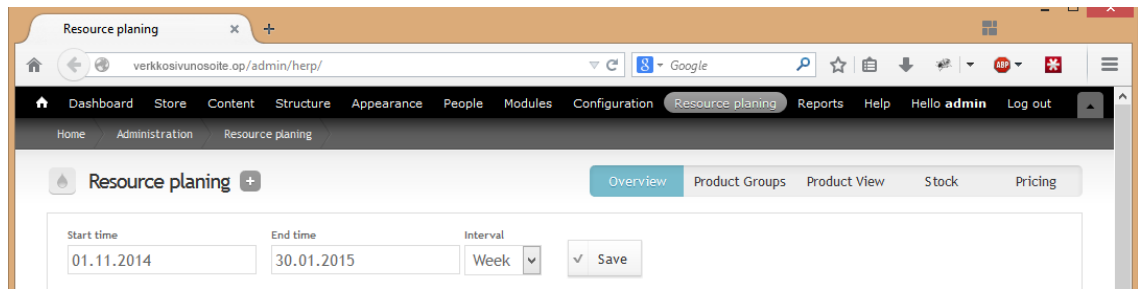 Resource planing
verkkosivunosoite.op/admin/herp/ Google ABP
Dashboard Store Content Structure Appearance People Modules Configuration Resource planing Reports Help Hello admin Log out
Home Administration Resource planing
Resource planing Overview Product Groups Product View Stock Pricing
Start time End time Interval
01.11.2014 30.01.2015 Week Save